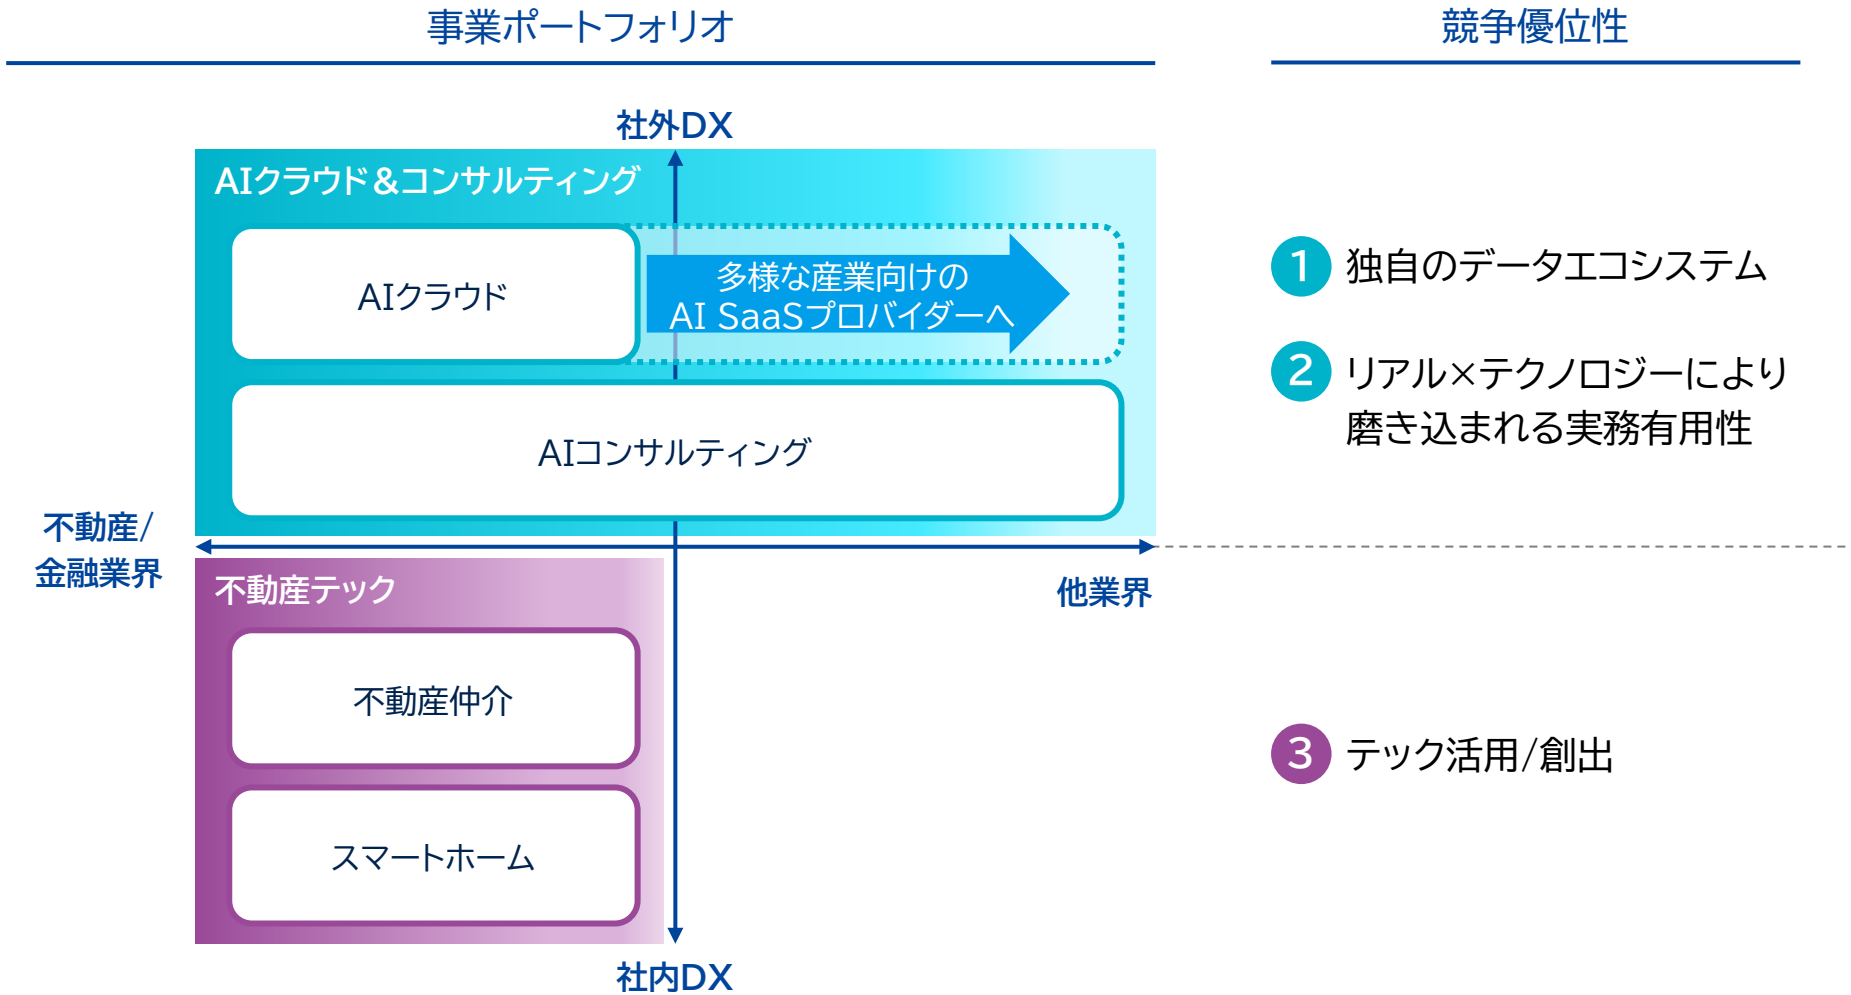 事業ポートフォリオ
競争優位性
社外DX
AIクラウド&コンサルティング
AIクラウド
多様な産業向けの
AI SaaSプロバイダーへ
AIコンサルティング
1 独自のデータエコシステム
2 リアル×テクノロジーにより
磨き込まれる実務有用性
不動産/
金融業界
他業界
不動産テック
不動産仲介
スマートホーム
3 テック活用/創出
社内DX